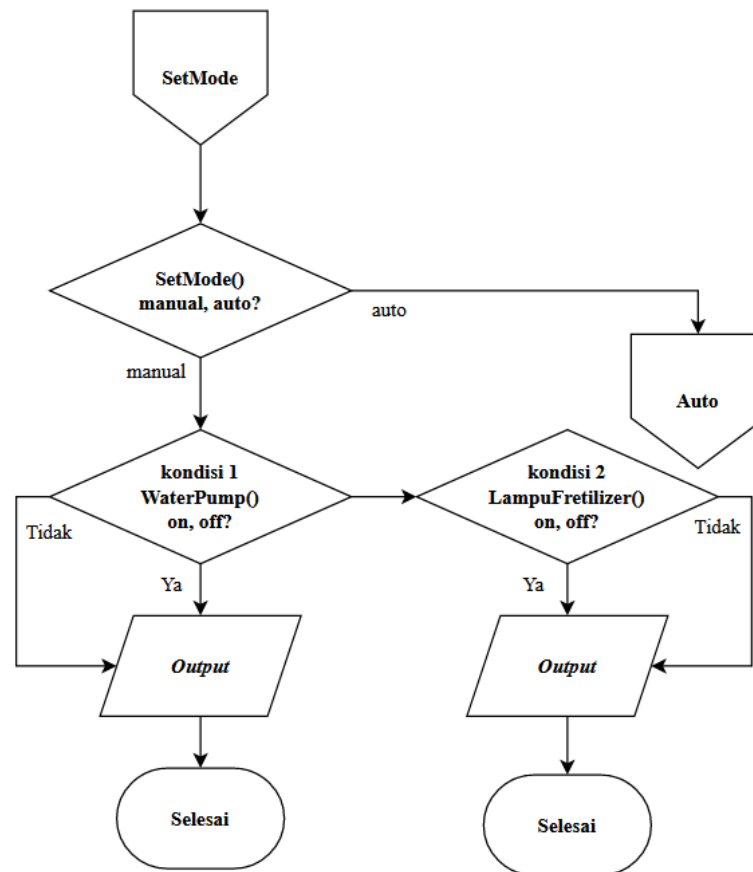 SetMode
SetMode()
manual, auto?
auto
manual
Auto
kondisi 1
WaterPump()
on, off?
kondisi 2
LampuFretilizer()
on, off?
Tidak
Tidak
Ya
Ya
Output
Output
Selesai
Selesai